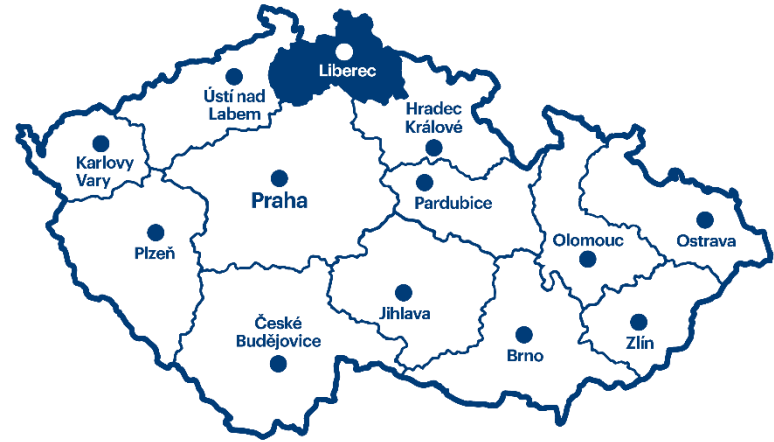 Liberec
Ústí nad
Labem
Hradec
Králové
Karlovy
Vary
Praha
Pardubice
Plzeň
Olomouc
Ostrava
Jihlava
České
Budějovice
Brno
Zlín